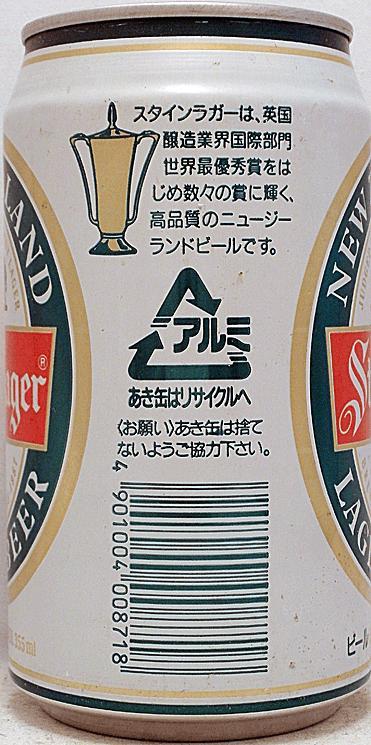 スタインラガーは、英国
醸造業界国際部門
世界最優秀賞をは
じめ数々の賞に輝く、
高品質のニュージー
ランドビールです。
アルミ
あき缶はリサイクルへ
〈お願い〉あき缶は捨て
ないようご協力下さい。
4 901004 008718
LAND
LAGER
ager®
BEER
355ml
NEW
S
LAG
ビール